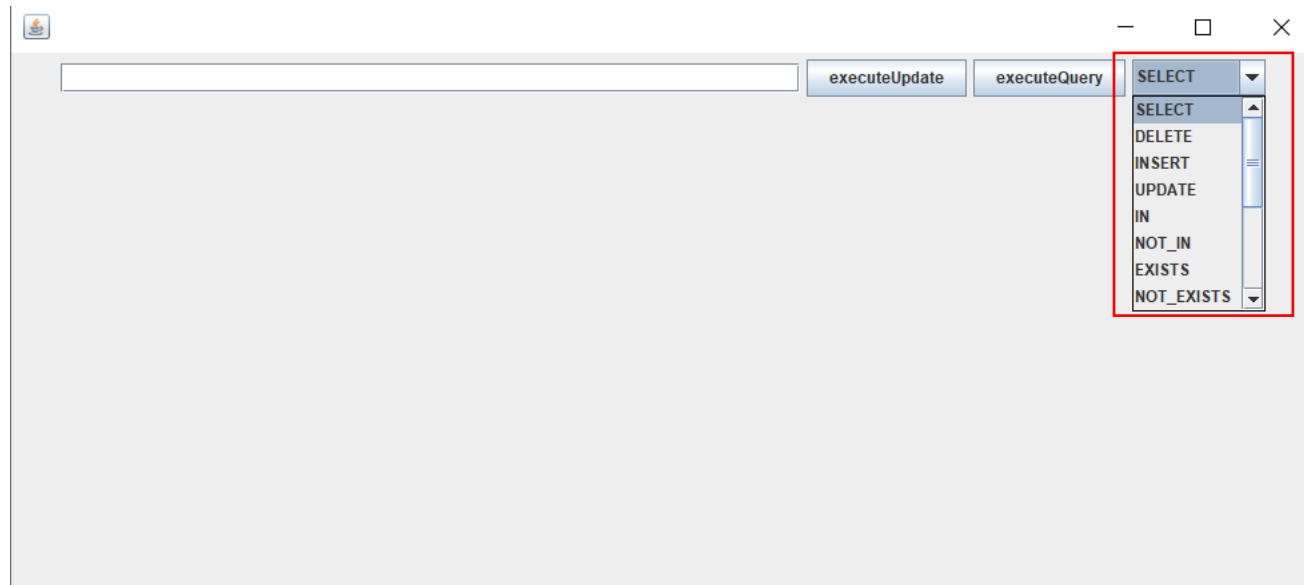 executeUpdate executeQuery SELECT
SELECT
DELETE
INSERT
UPDATE
IN
NOT_IN
EXISTS
NOT_EXISTS